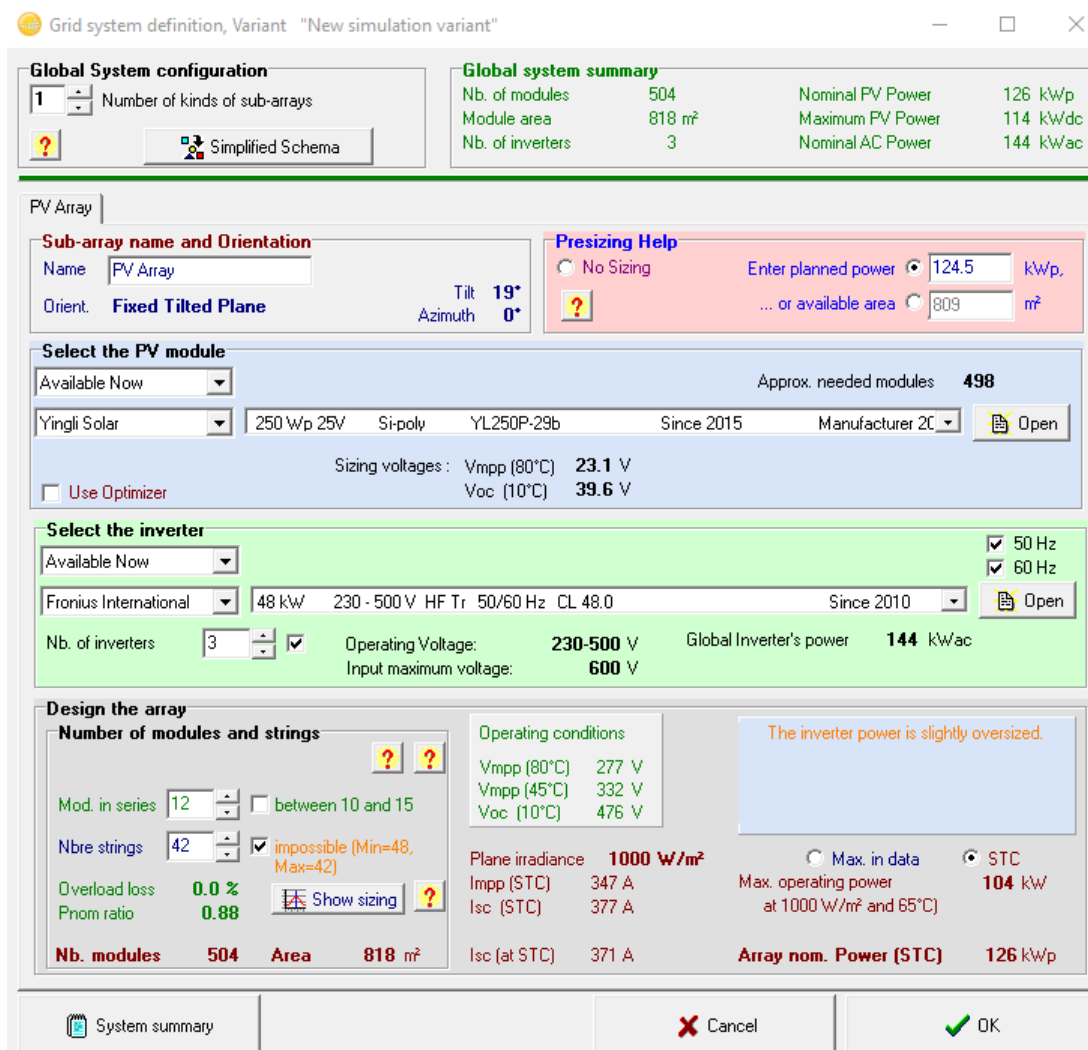 Grid system definition, Variant "New simulation variant"
Global System configuration
1 Number of kinds of sub-arrays
? Simplified Schema
Global system summary
Nb. of modules 504 Nominal PV Power 126 kWp
Module area 818 m² Maximum PV Power 114 kWdc
Nb. of inverters 3 Nominal AC Power 144 kWac
PV Array
Sub-array name and Orientation
Name PV Array
Orient. Fixed Tilted Plane
Tilt 19°
Azimuth 0°
Presizing Help
No Sizing Enter planned power 124.5 kWp,
? ... or available area 809 m²
Select the PV module
Available Now Approx. needed modules 498
Yingli Solar 250 Wp 25V Si-poly YL250P-29b Since 2015 Manufacturer 20 Open
Sizing voltages : Vmpp (80°C) 23.1 V
Use Optimizer Voc (10°C) 39.6 V
Select the inverter
Available Now 50 Hz
60 Hz
Fronius International 48 kW 230 - 500 V HF Tr 50/60 Hz CL 48.0 Since 2010 Open
Nb. of inverters 3 Operating Voltage: 230-500 V Global Inverter's power 144 kWac
Input maximum voltage: 600 V
Design the array
Number of modules and strings
? ?
Mod. in series 12 between 10 and 15
Nbre strings 42 impossible (Min=48,
Max=42)
Overload loss 0.0 %
Pnom ratio 0.88
Show sizing ?
Nb. modules 504 Area 818 m²
Operating conditions
Vmpp (80°C) 277 V
Vmpp (45°C) 332 V
Voc (10°C) 476 V
The inverter power is slightly oversized.
Plane irradiance 1000 W/m² Max. in data STC
Impp (STC) 347 A Max. operating power 104 kW
Isc (STC) 377 A at 1000 W/m² and 65°C)
Isc (at STC) 371 A Array nom. Power (STC) 126 kWp
System summary Cancel OK